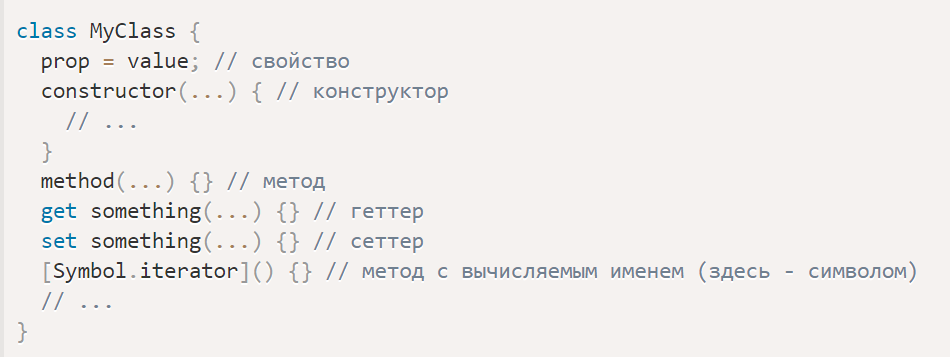 class MyClass {
prop = value; // свойство
constructor(...) { // конструктор
// ...
}
method(...) {} // метод
get something(...) {} // геттер
set something(...) {} // сеттер
[Symbol.iterator]() {} // метод с вычисляемым именем (здесь - символом)
// ...
}